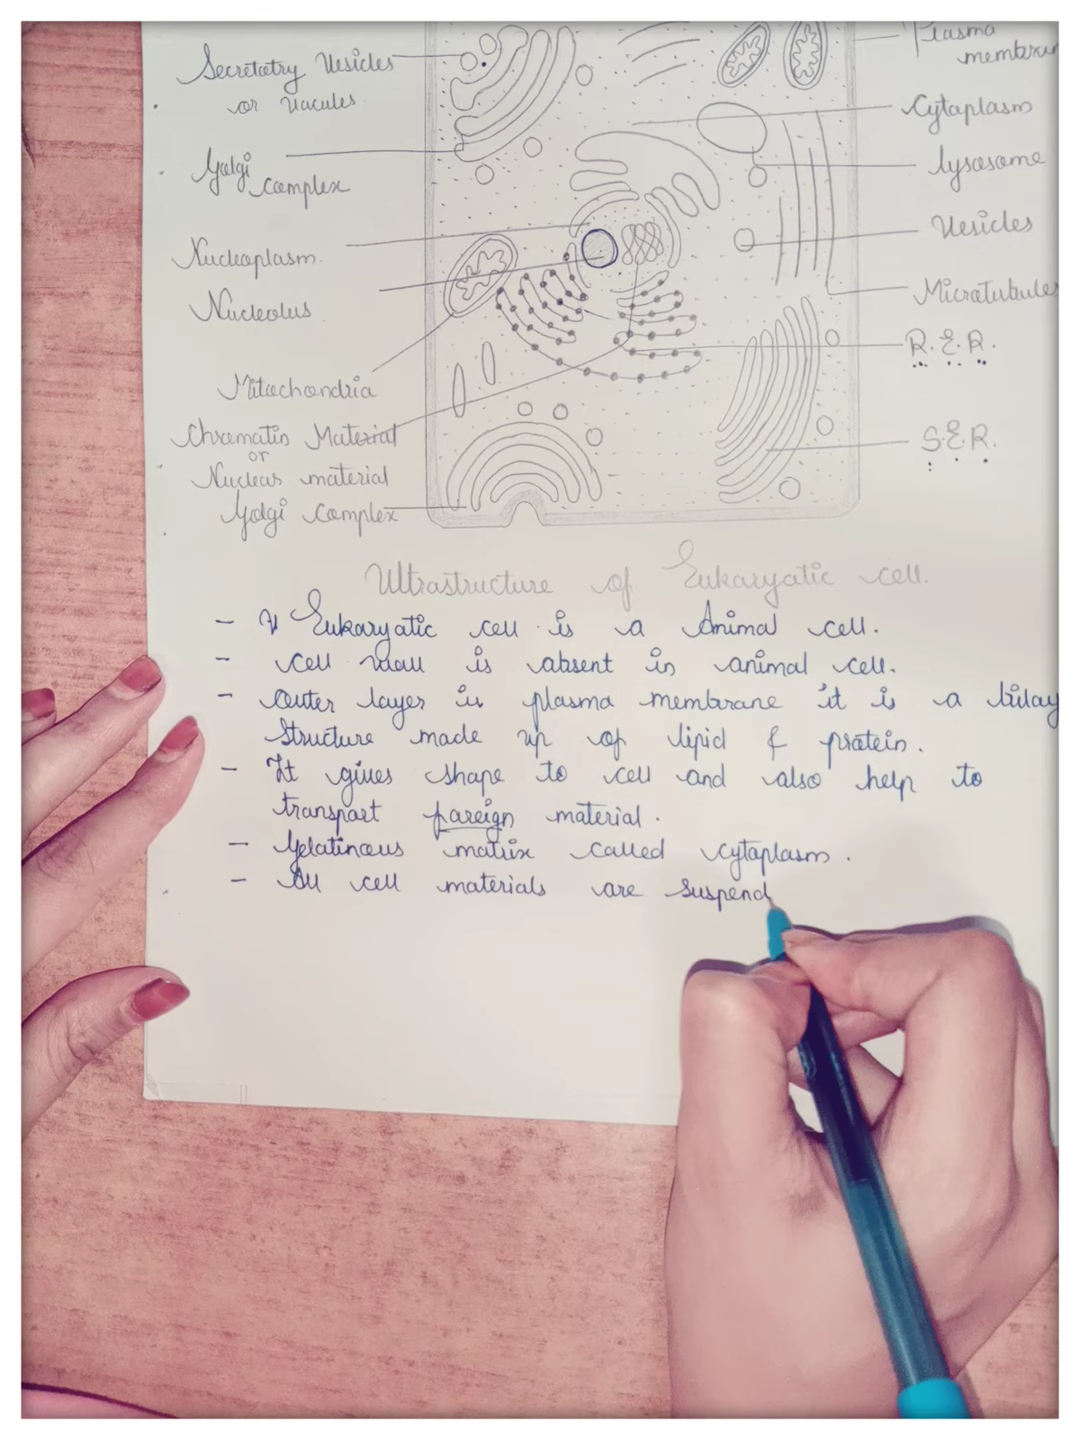 Secretatry Vesicles
or Vacules
Golgi
Complex
Nucleoplasm.
Nucleolus
Mitochondria
Chromatin Material
or
Nucleus material
Golgi Complex
Plasma
membran
Cytoplasm
Lysosome
Vesicles
Microtubules
R.E.R.
S.E.R.
Ultrastructure of Eukaryotic cell.
- Eukaryotic cell is a Animal cell.
- cell wall is absent in animal cell.
- Outer layer is plasma membrane it is a bilay
structure made up of lipid & protein.
- It gives shape to cell and also help to
transport foreign material.
- Gelatinous matrix called cytoplasm.
- All cell materials are suspend